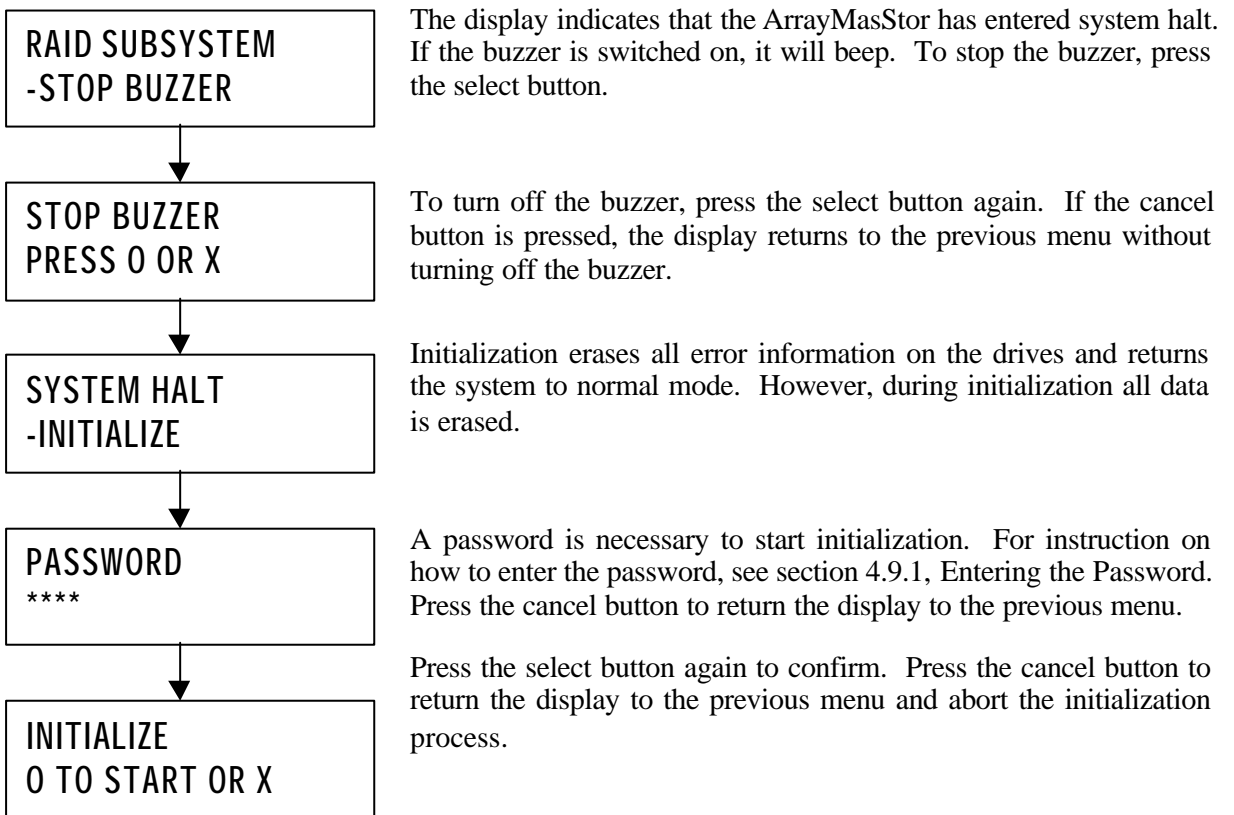 RAID SUBSYSTEM
-STOP BUZZER
The display indicates that the ArrayMasStor has entered system halt.
If the buzzer is switched on, it will beep. To stop the buzzer, press
the select button.
STOP BUZZER
PRESS O OR X
To turn off the buzzer, press the select button again. If the cancel
button is pressed, the display returns to the previous menu without
turning off the buzzer.
SYSTEM HALT
-INITIALIZE
Initialization erases all error information on the drives and returns
the system to normal mode. However, during initialization all data
is erased.
PASSWORD
****
A password is necessary to start initialization. For instruction on
how to enter the password, see section 4.9.1, Entering the Password.
Press the cancel button to return the display to the previous menu.
INITIALIZE
O TO START OR X
Press the select button again to confirm. Press the cancel button to
return the display to the previous menu and abort the initialization
process.